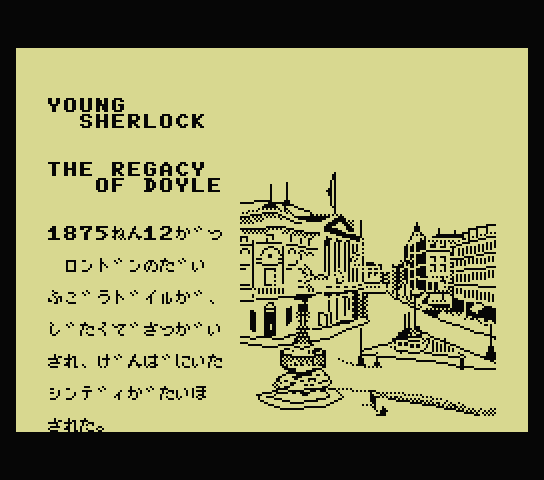 YOUNG
SHERLOCK
THE REGACY
OF DOYLE
1875ねん12か゛つ
ロント゛ンのた゛い
ふこ゛うト゛イルか゛、
し゛たくて゛さつか゛い
され、け゛んは゛にいた
シンテ゛ィか゛たいほ
された。